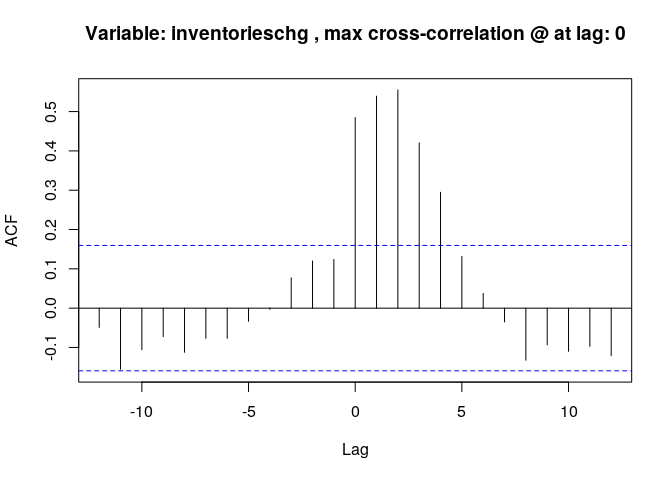 Variable: inventorieschg , max cross-correlation @ at lag: 0
ACF
0.5
0.4
0.3
0.2
0.1
0.0
-0.1
-10 -5 0 5 10
Lag